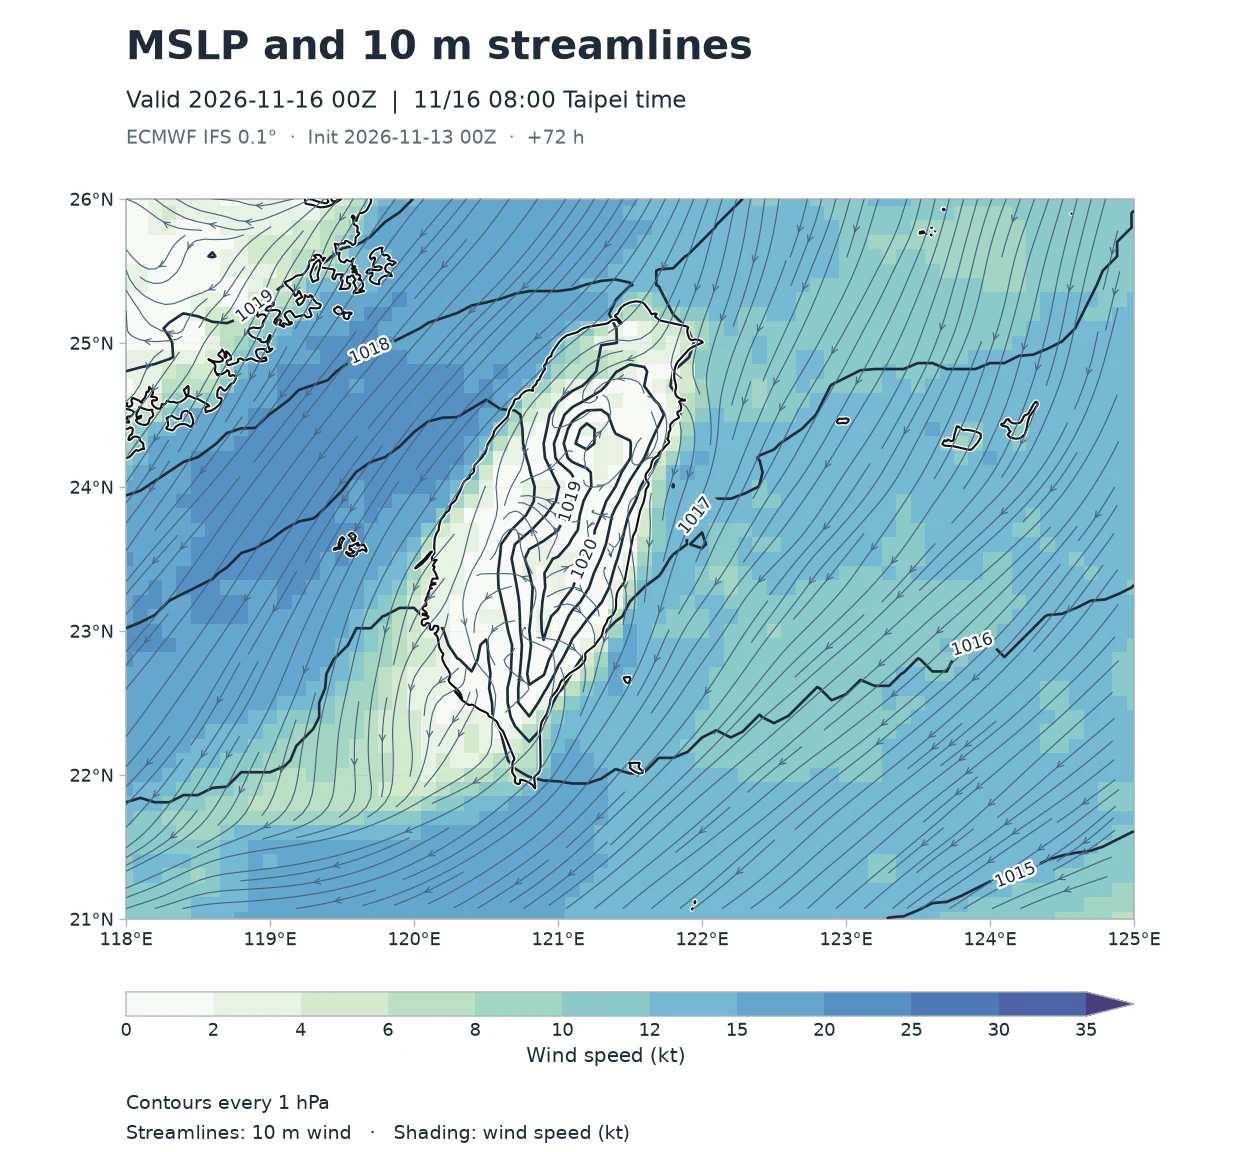 MSLP and 10 m streamlines
Valid 2026-11-16 00Z | 11/16 08:00 Taipei time
ECMWF IFS 0.1° · Init 2026-11-13 00Z · +72 h
26°N
25°N
24°N
23°N
22°N
21°N
1019
1018
1019
1020
1017
1016
1015
118°E 119°E 120°E 121°E 122°E 123°E 124°E 125°E
0 2 4 6 8 10 12 15 20 25 30 35
Wind speed (kt)
Contours every 1 hPa
Streamlines: 10 m wind · Shading: wind speed (kt)